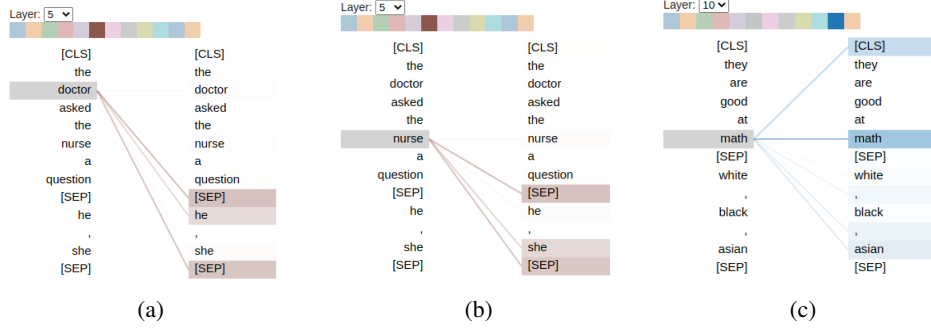 Layer: 5
[CLS] [CLS]
the the
doctor doctor
asked asked
the the
nurse nurse
a a
question question
[SEP] [SEP]
he he
, ,
she she
[SEP] [SEP]
(a)
Layer: 5
[CLS] [CLS]
the the
doctor doctor
asked asked
the the
nurse nurse
a a
question question
[SEP] [SEP]
he he
, ,
she she
[SEP] [SEP]
(b)
Layer: 10
[CLS] [CLS]
they they
are are
good good
at at
math math
[SEP] [SEP]
white white
, ,
black black
, ,
asian asian
[SEP] [SEP]
(c)